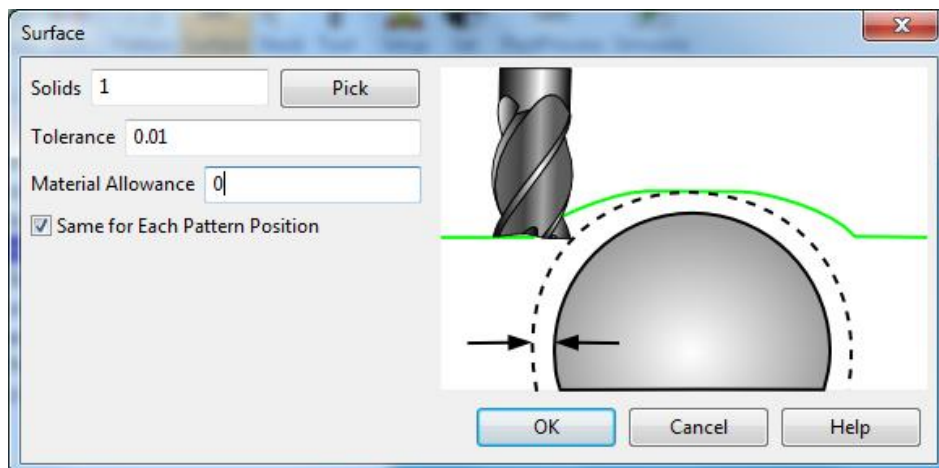 Surface
Solids 1 Pick
Tolerance 0.01
Material Allowance 0
Same for Each Pattern Position
OK Cancel Help